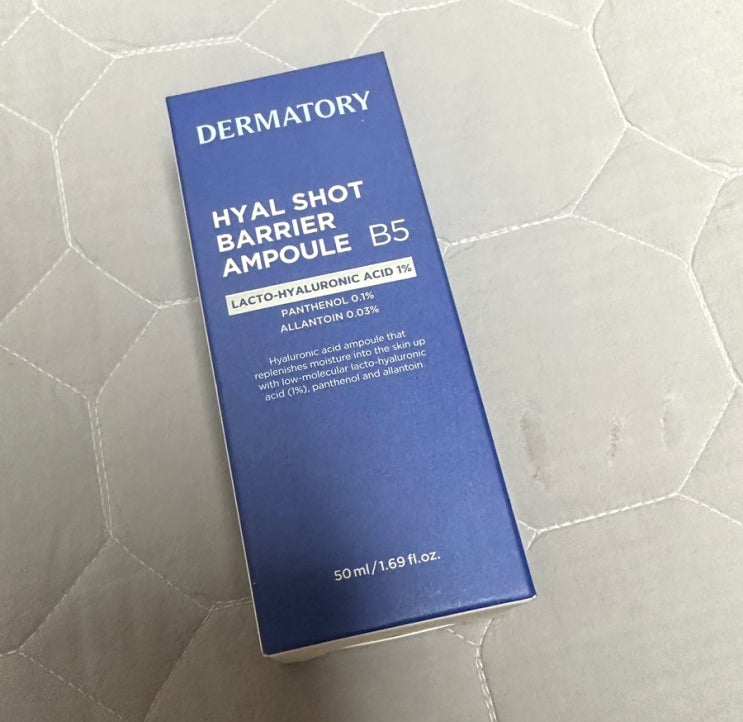 DERMATORY
HYAL SHOT
BARRIER
AMPOULE B5
LACTO-HYALURONIC ACID 1%
PANTHENOL 0.1%
ALLANTOIN 0.03%
Hyaluronic acid ampoule that
replenishes moisture into the skin up
with low-molecular lacto-hyaluronic
acid (1%), panthenol and allantoin
50 ml/1.69 fl.oz.